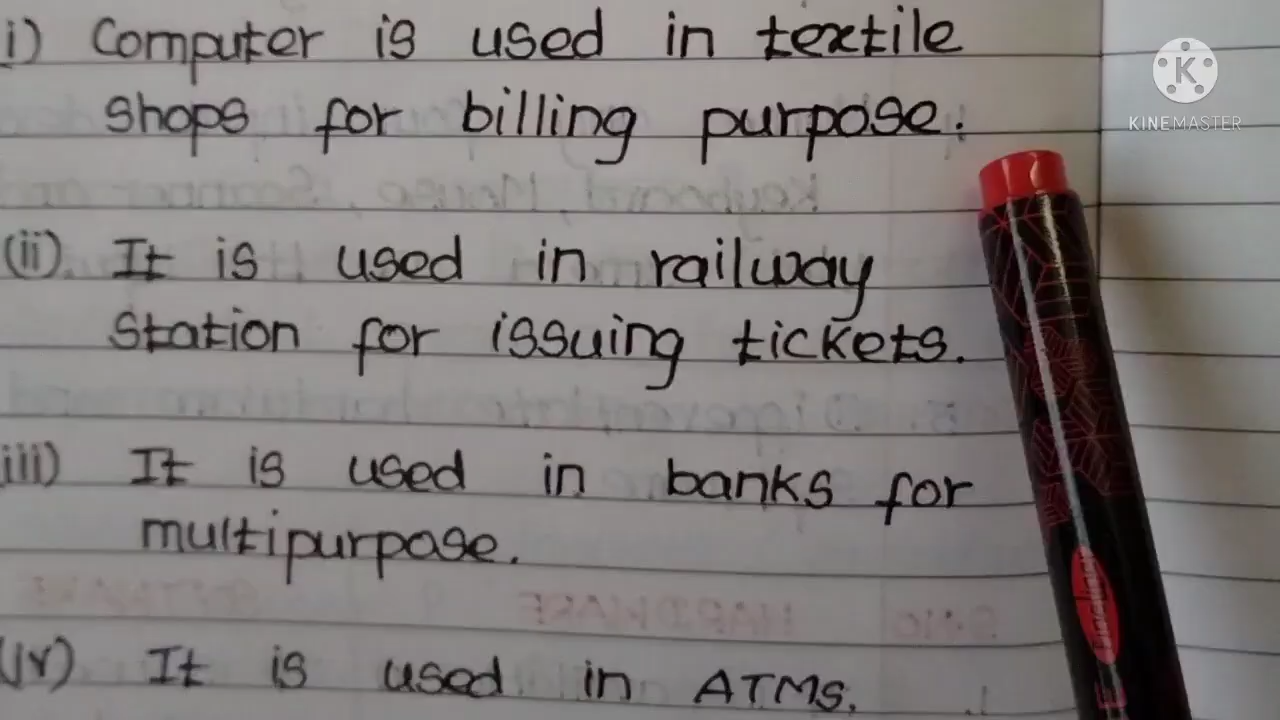 i) Computer is used in textile
shops for billing purpose.
(ii) It is used in railway
station for issuing tickets.
iii) It is used in banks for
multipurpose.
(iv) It is used in ATMs.
K
KINEMASTER